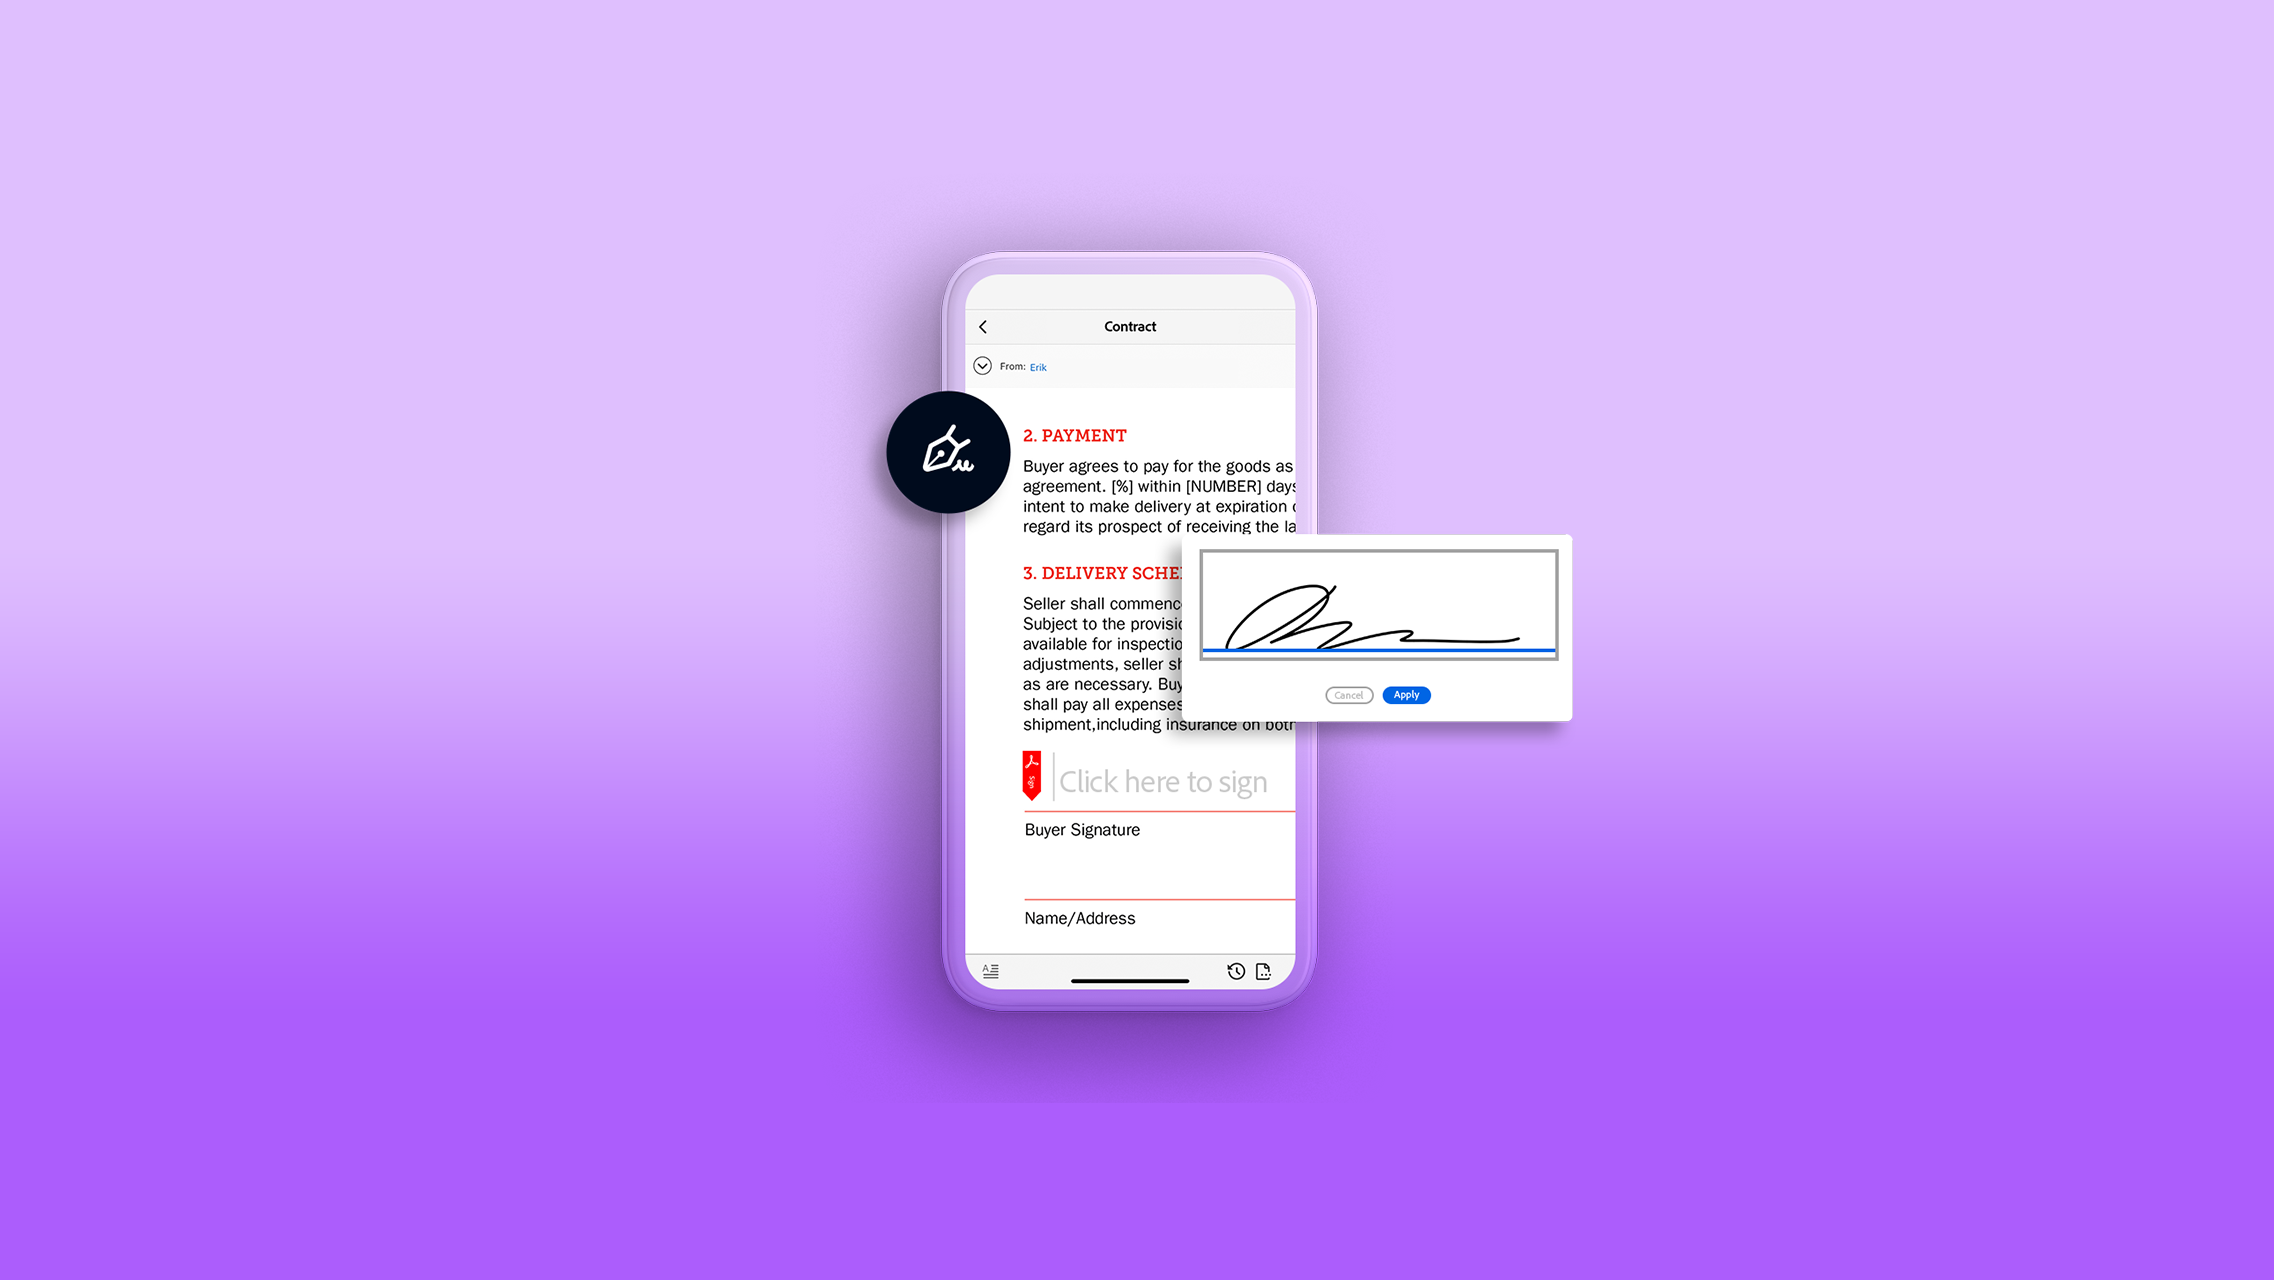 Contract
From: Erik
2. PAYMENT
Buyer agrees to pay for the goods as
agreement. [%] within [NUMBER] days
intent to make delivery at expiration
regard its prospect of receiving the la
3. DELIVERY SCHE
Seller shall commenc
Subject to the provisi
available for inspectio
adjustments, seller sh
as are necessary. Buy
shall pay all expenses
shipment,including insurance on both
Cancel Apply
Sign
Click here to sign
Buyer Signature
Name/Address